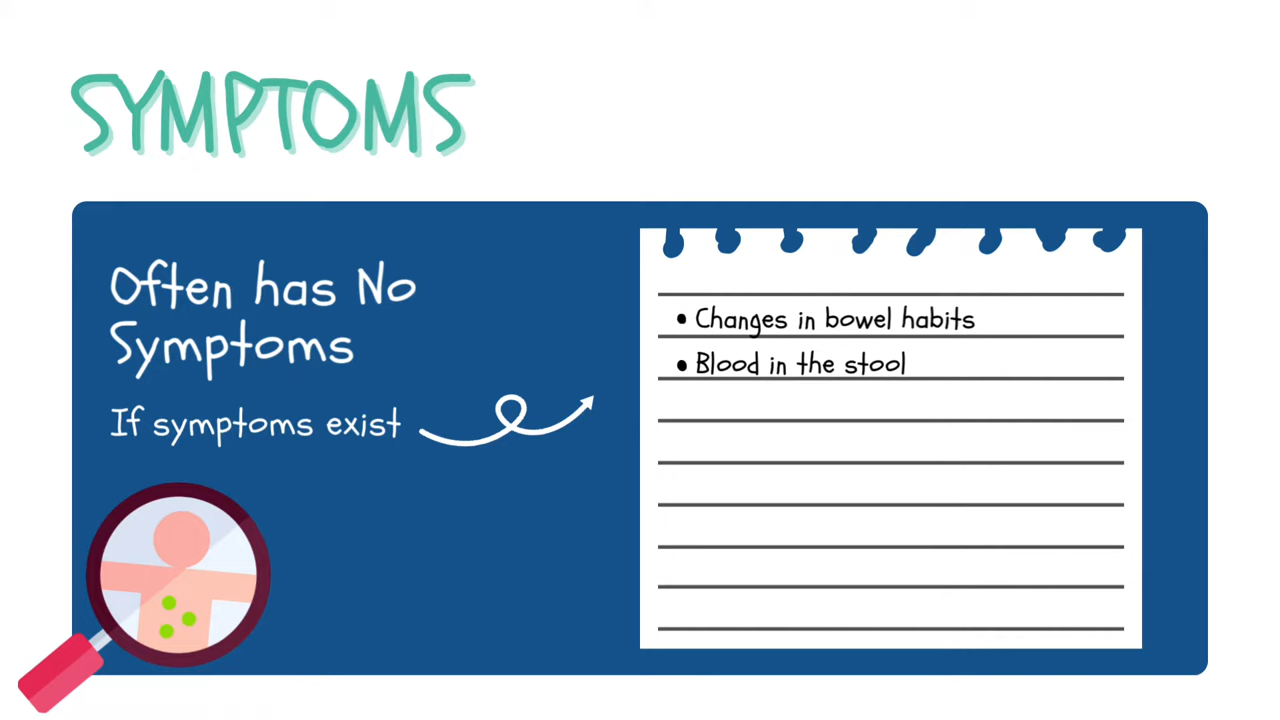 SYMPTOMS
Often has No
Symptoms
If symptoms exist
• Changes in bowel habits
• Blood in the stool